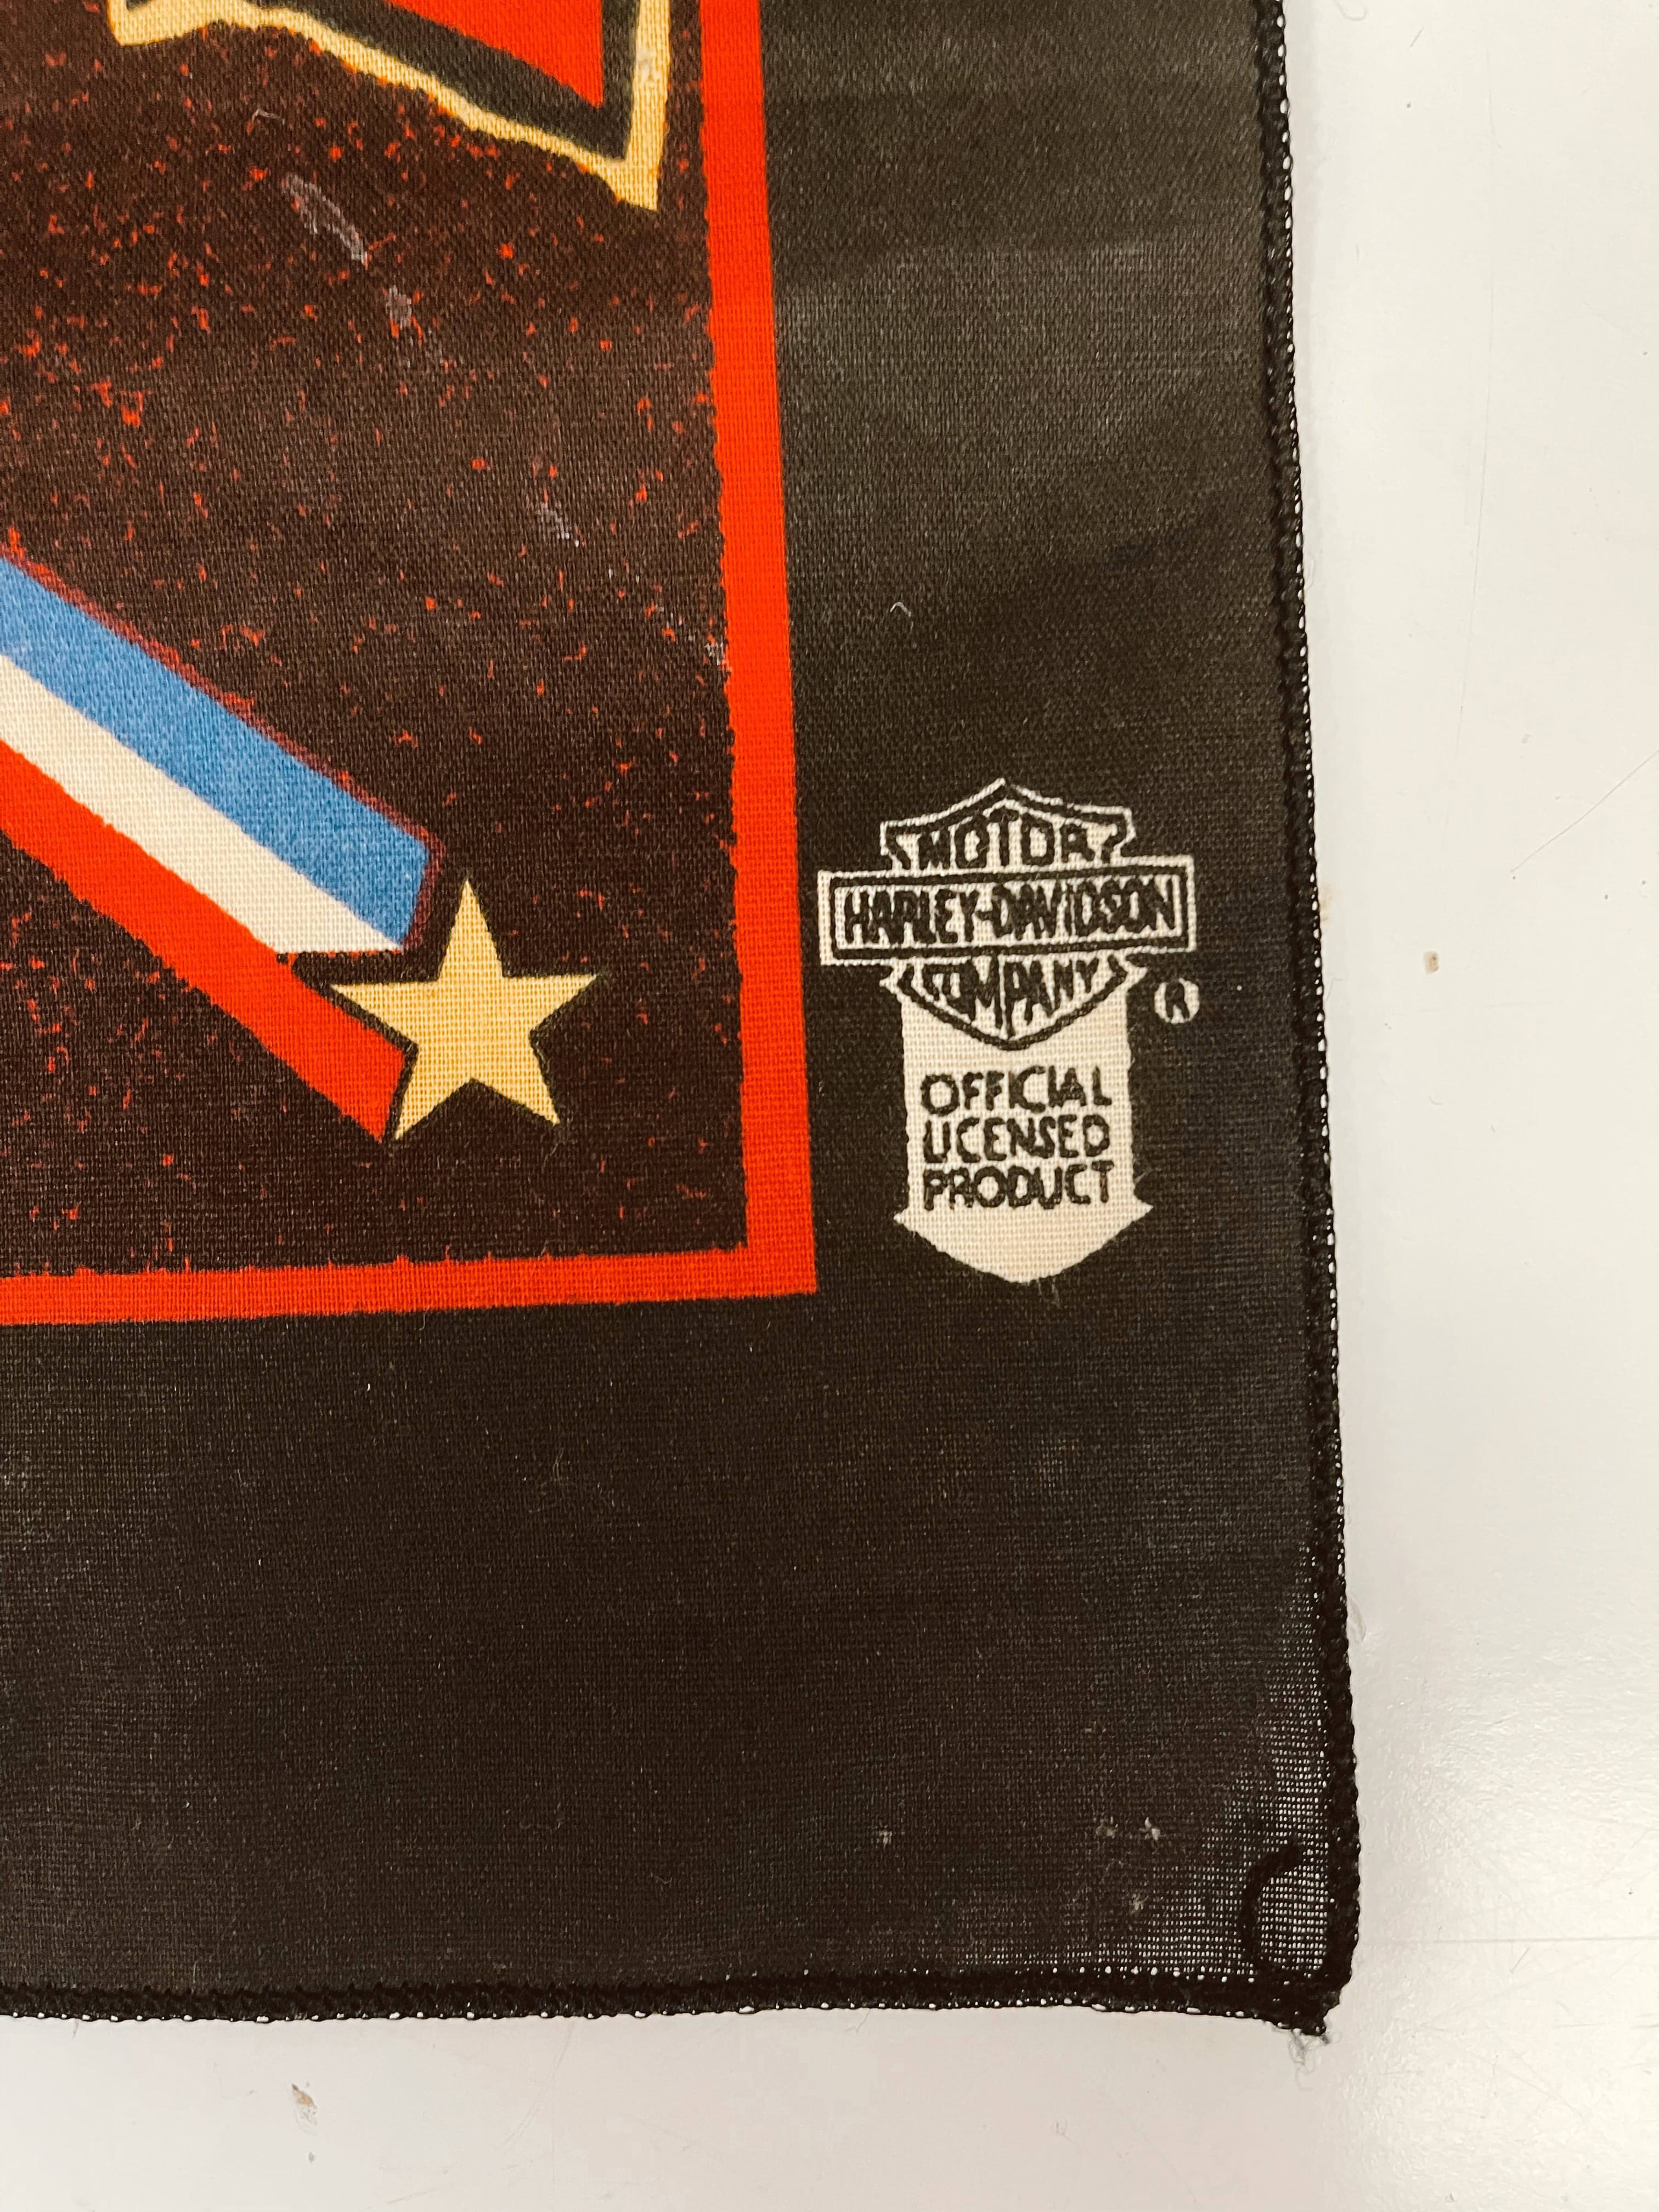 MOTOR
HARLEY-DAVIDSON
COMPANY
®
OFFICIAL
LICENSED
PRODUCT